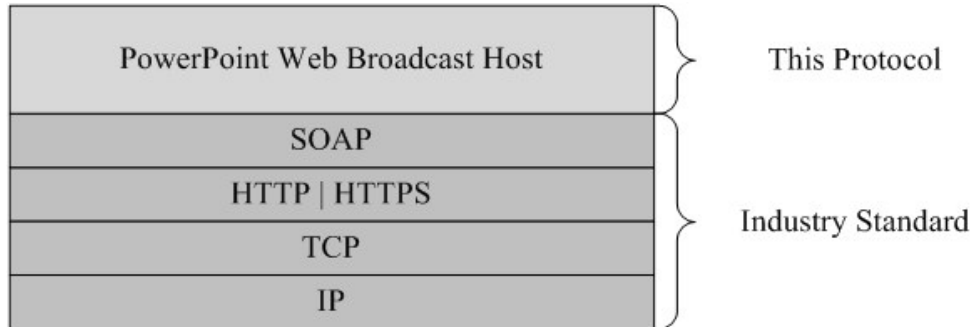 PowerPoint Web Broadcast Host
This Protocol
SOAP
HTTP | HTTPS
TCP
Industry Standard
IP